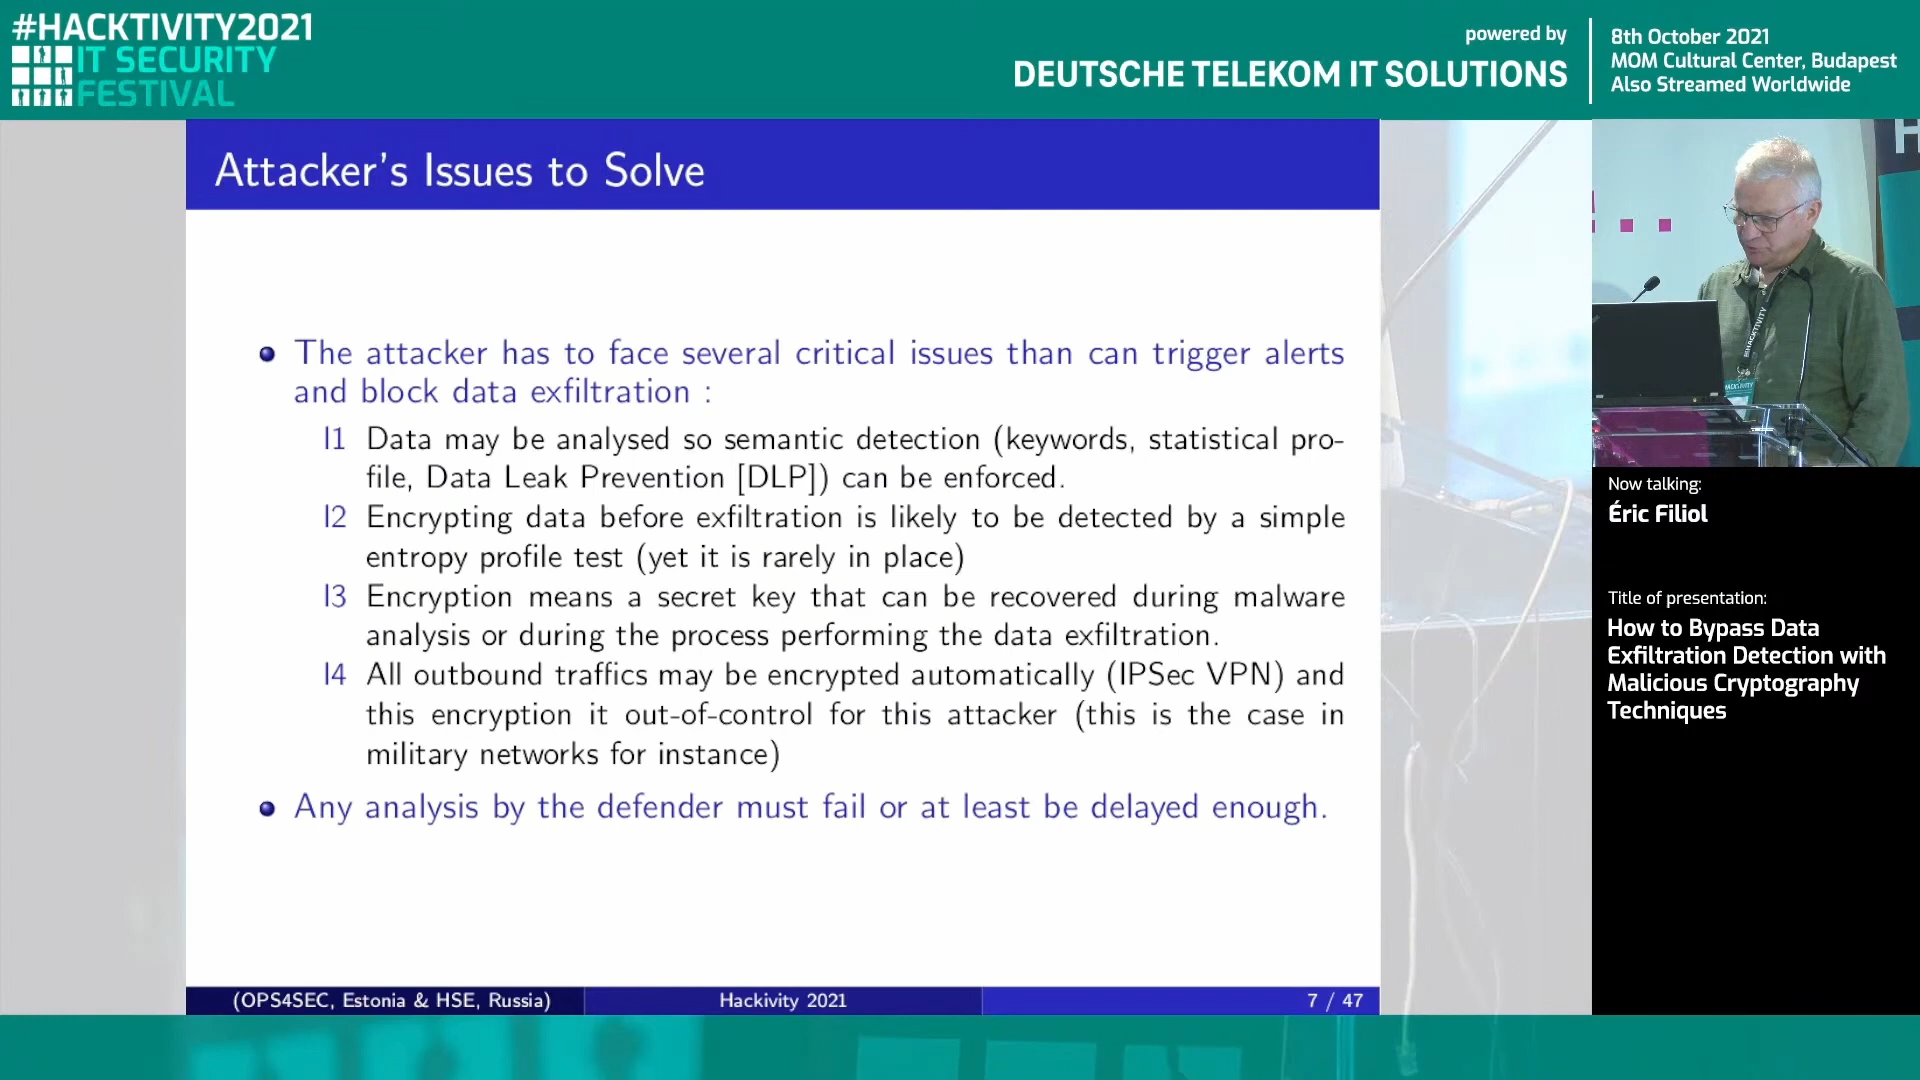 #HACKTIVITY2021
IT SECURITY
FESTIVAL
powered by
DEUTSCHE TELEKOM IT SOLUTIONS
8th October 2021
MOM Cultural Center, Budapest
Also Streamed Worldwide
Attacker's Issues to Solve
The attacker has to face several critical issues than can trigger alerts
and block data exfiltration :
I1 Data may be analysed so semantic detection (keywords, statistical pro-
file, Data Leak Prevention [DLP]) can be enforced.
I2 Encrypting data before exfiltration is likely to be detected by a simple
entropy profile test (yet it is rarely in place)
I3 Encryption means a secret key that can be recovered during malware
analysis or during the process performing the data exfiltration.
I4 All outbound traffics may be encrypted automatically (IPSec VPN) and
this encryption it out-of-control for this attacker (this is the case in
military networks for instance)
Any analysis by the defender must fail or at least be delayed enough.
(OPS4SEC, Estonia & HSE, Russia)
Hackivity 2021
7 / 47
Now talking:
Éric Filiol
Title of presentation:
How to Bypass Data
Exfiltration Detection with
Malicious Cryptography
Techniques